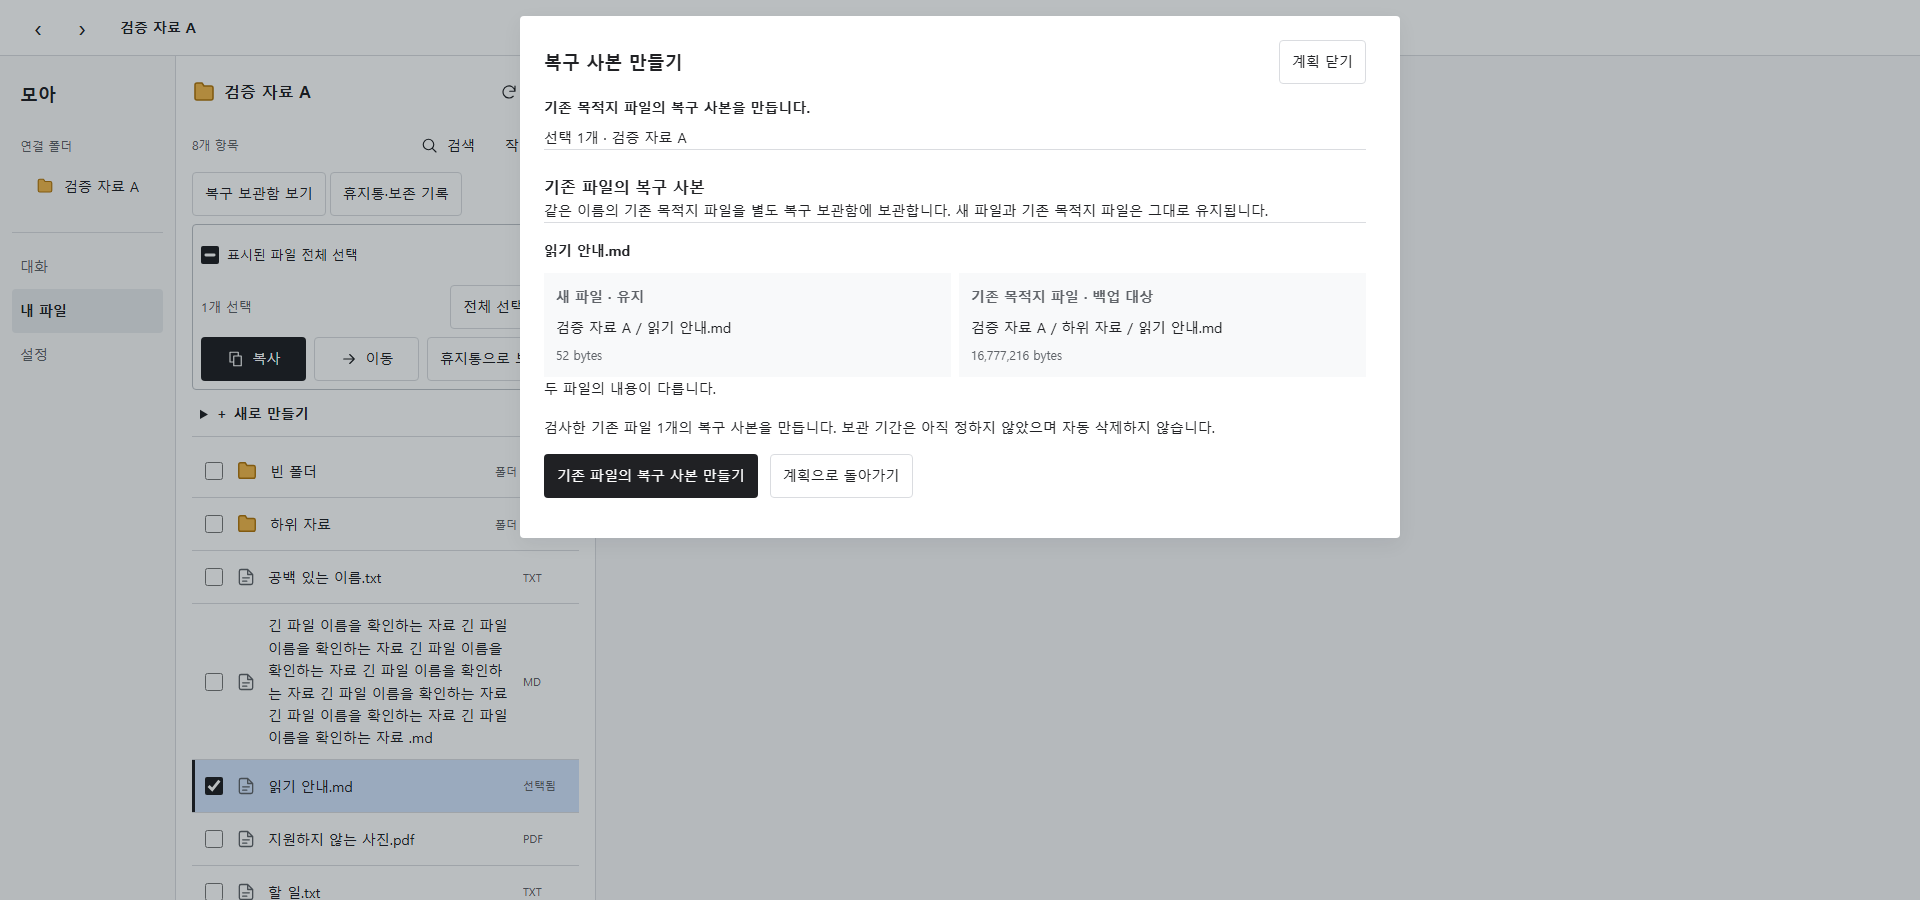 검증 자료 A
모아
연결 폴더
검증 자료 A
대화
내 파일
설정
검증 자료 A
8개 항목
검색
작
복구 보관함 보기
휴지통·보존 기록
표시된 파일 전체 선택
1개 선택
전체 선택
복사
이동
휴지통으로
+ 새로 만들기
빈 폴더
폴더
하위 자료
폴더
공백 있는 이름.txt
TXT
긴 파일 이름을 확인하는 자료 긴 파일
이름을 확인하는 자료 긴 파일 이름을
확인하는 자료 긴 파일 이름을 확인하
는 자료 긴 파일 이름을 확인하는 자료
긴 파일 이름을 확인하는 자료 긴 파일
이름을 확인하는 자료 .md
MD
읽기 안내.md
선택됨
지원하지 않는 사진.pdf
PDF
할 일.txt
TXT
복구 사본 만들기
계획 닫기
기존 목적지 파일의 복구 사본을 만듭니다.
선택 1개 · 검증 자료 A
기존 파일의 복구 사본
같은 이름의 기존 목적지 파일을 별도 복구 보관함에 보관합니다. 새 파일과 기존 목적지 파일은 그대로 유지됩니다.
읽기 안내.md
새 파일 · 유지
검증 자료 A / 읽기 안내.md
52 bytes
기존 목적지 파일 · 백업 대상
검증 자료 A / 하위 자료 / 읽기 안내.md
16,777,216 bytes
두 파일의 내용이 다릅니다.
검사한 기존 파일 1개의 복구 사본을 만듭니다. 보관 기간은 아직 정하지 않았으며 자동 삭제하지 않습니다.
기존 파일의 복구 사본 만들기
계획으로 돌아가기